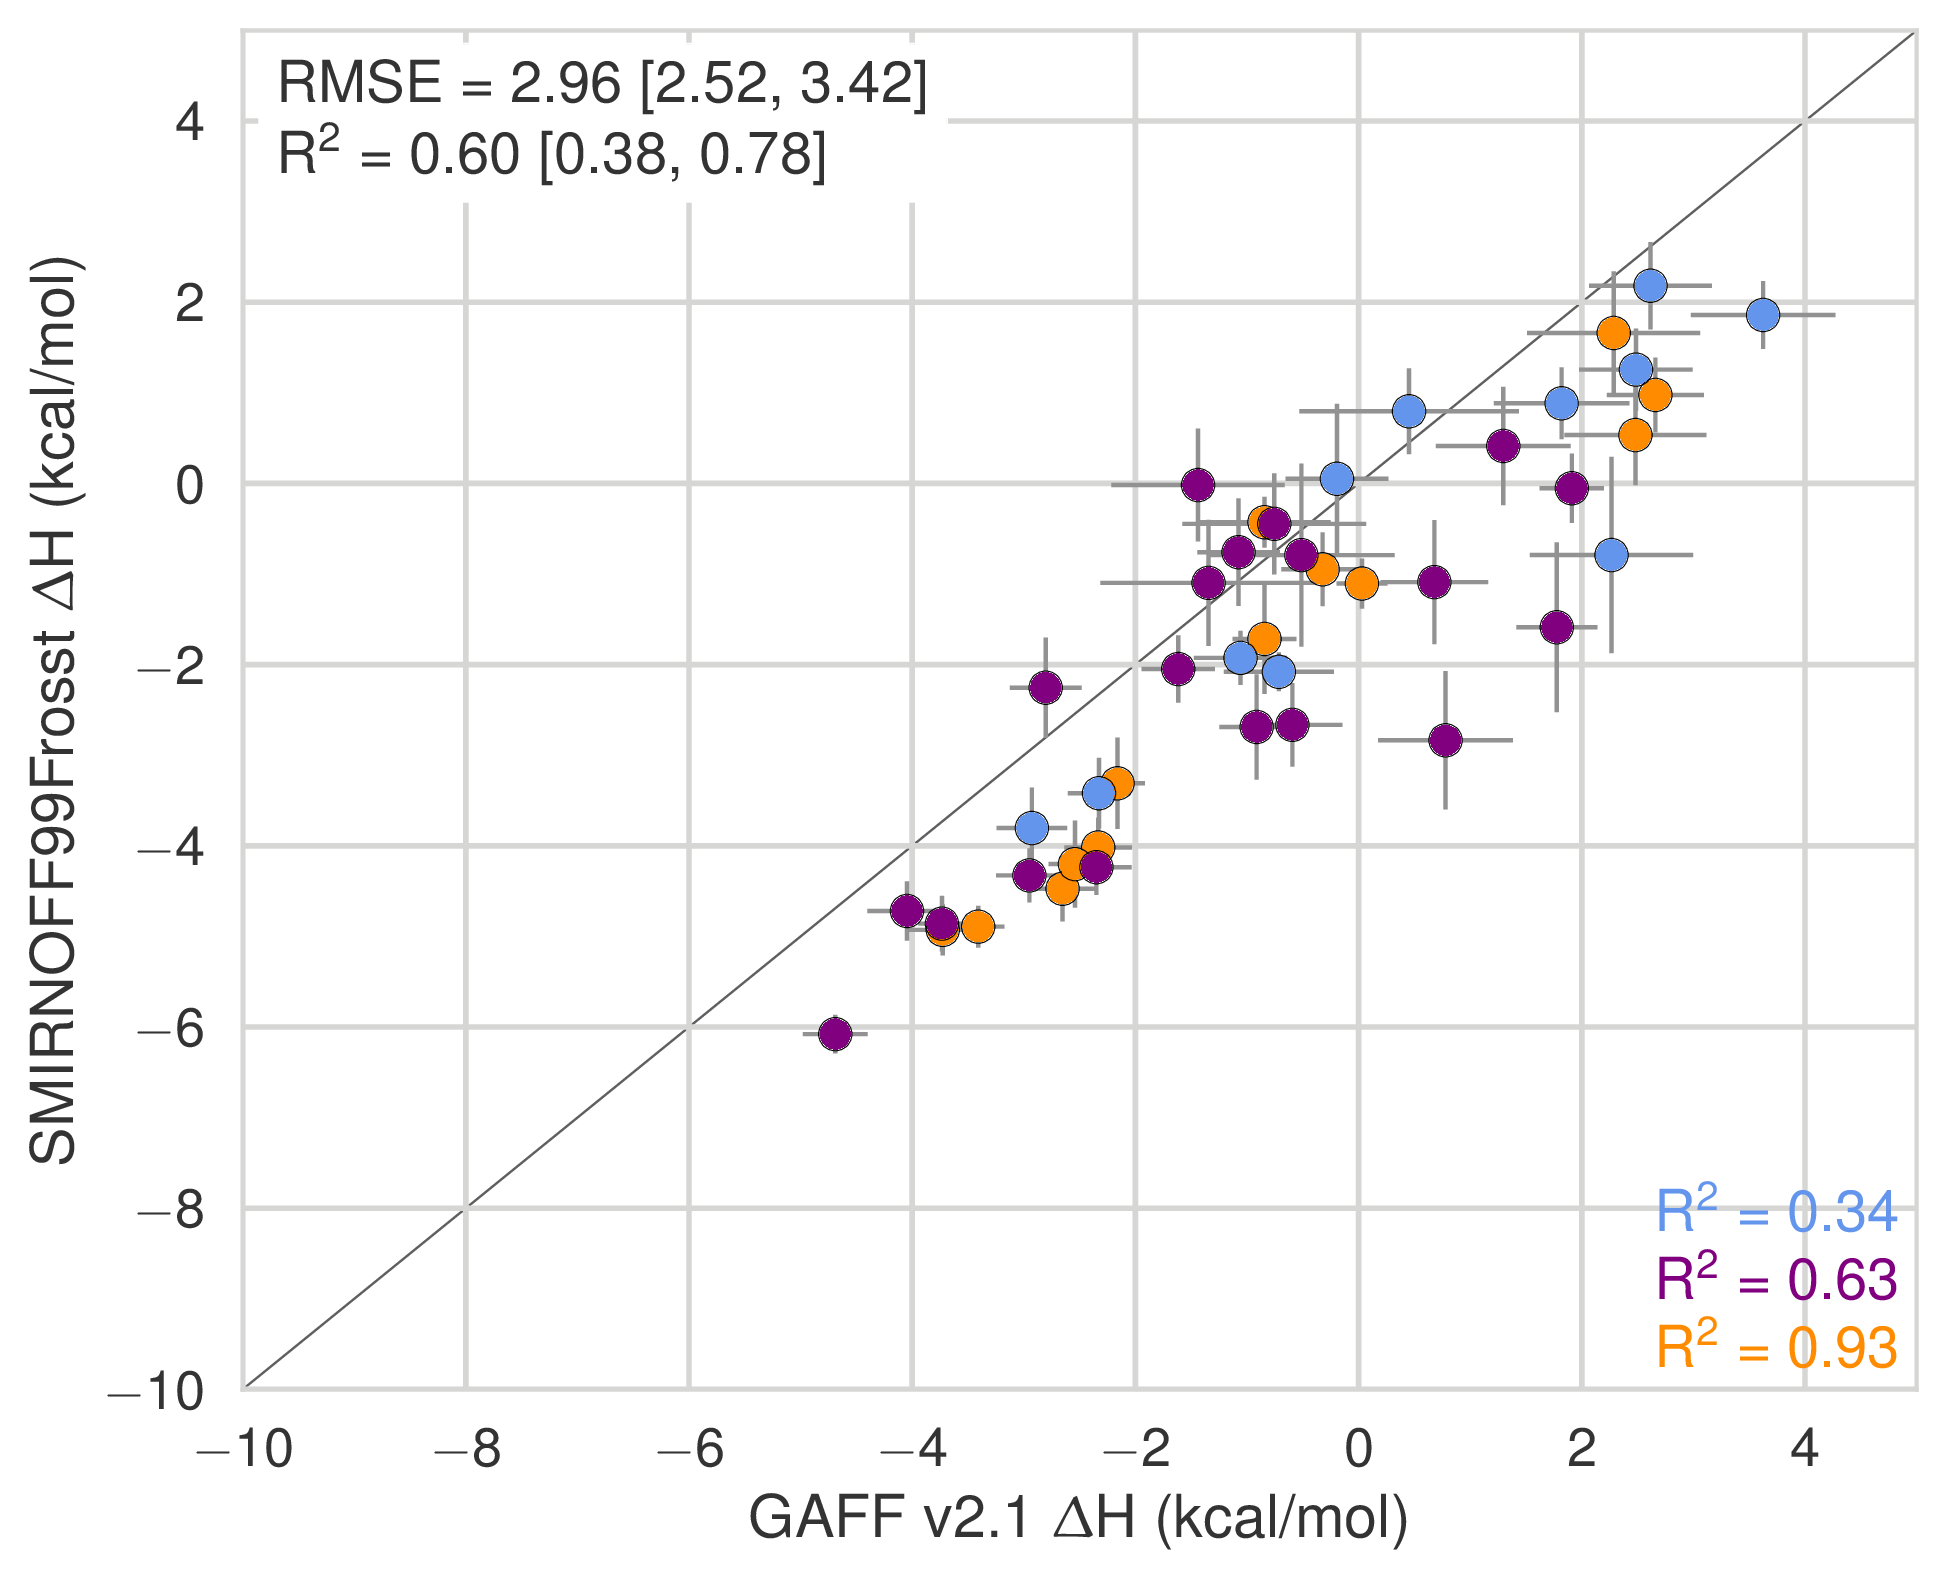 RMSE = 2.96 [2.52, 3.42]
R² = 0.60 [0.38, 0.78]
4
2
0
−2
−4
−6
−8
−10
SMIRNOFF99Frosst ΔH (kcal/mol)
R² = 0.34
R² = 0.63
R² = 0.93
−10 −8 −6 −4 −2 0 2 4
GAFF v2.1 ΔH (kcal/mol)